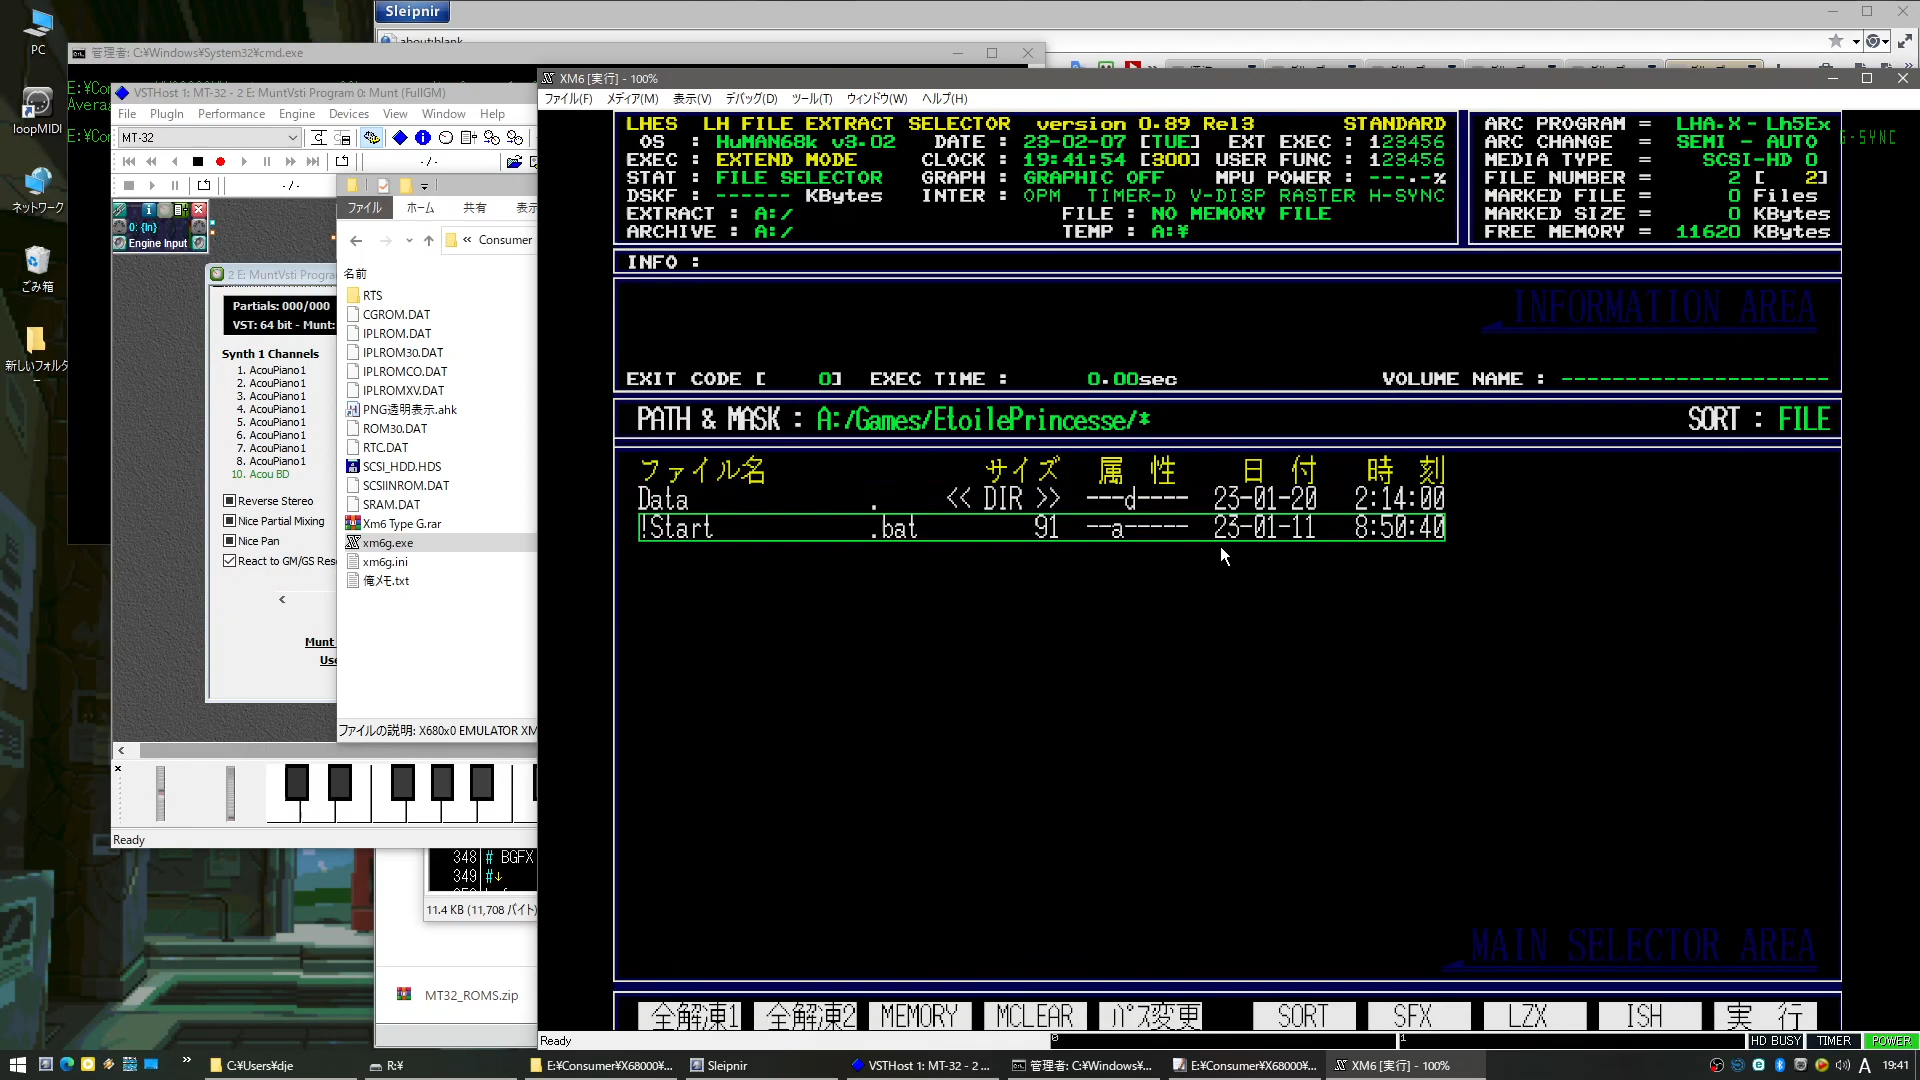 Sleipnir
about:blank
PC
loopMIDI
ネットワーク
ごみ箱
新しいフォルダー
管理者: C:¥Windows¥System32¥cmd.exe
VSTHost 1: MT-32 - 2 E: MuntVsti Program 0: Munt (FullGM)
File PlugIn Performance Engine Devices View Window Help
MT-32
-/-
-/-
0: {In}
Engine Input
2 E: MuntVsti Progra
Partials: 000/000
VST: 64 bit - Munt:
Synth 1 Channels
1. AcouPiano1
2. AcouPiano1
3. AcouPiano1
4. AcouPiano1
5. AcouPiano1
6. AcouPiano1
7. AcouPiano1
8. AcouPiano1
10. Acou BD
Reverse Stereo
Nice Partial Mixing
Nice Pan
React to GM/GS Res
Munt
Use
Ready
ファイル ホーム 共有 表示
« Consumer
名前
RTS
CGROM.DAT
IPLROM.DAT
IPLROM30.DAT
IPLROMCO.DAT
IPLROMXV.DAT
PNG透明表示.ahk
ROM30.DAT
RTC.DAT
SCSI_HDD.HDS
SCSIINROM.DAT
SRAM.DAT
Xm6 Type G.rar
xm6g.exe
xm6g.ini
俺メモ.txt
ファイルの説明: X680x0 EMULATOR XM
348 # BGFX
349 #↓
11.4 KB (11,708 バイト)
MT32_ROMS.zip
XM6 [実行] - 100%
ファイル(F) メディア(M) 表示(V) デバッグ(D) ツール(T) ウィンドウ(W) ヘルプ(H)
LHES LH FILE EXTRACT SELECTOR version 0.89 Rel3 STANDARD
OS : HuMAN68k v3.02 DATE : 23-02-07 [TUE] EXT EXEC : 123456
EXEC : EXTEND MODE CLOCK : 19:41:54 [300] USER FUNC : 123456
STAT : FILE SELECTOR GRAPH : GRAPHIC OFF MPU POWER : ---.-%
DSKF : ------ KBytes INTER : OPM TIMER-D V-DISP RASTER H-SYNC
EXTRACT : A:/ FILE : NO MEMORY FILE
ARCHIVE : A:/ TEMP : A:¥
ARC PROGRAM = LHA.X - Lh5Ex
ARC CHANGE = SEMI - AUTO
MEDIA TYPE = SCSI-HD 0
FILE NUMBER = 2 [ 2]
MARKED FILE = 0 Files
MARKED SIZE = 0 KBytes
FREE MEMORY = 11620 KBytes
INFO :
INFORMATION AREA
EXIT CODE [ 0] EXEC TIME : 0.00sec VOLUME NAME : ---------------------
PATH & MASK : A:/Games/EtoilePrincesse/* SORT : FILE
ファイル名 サイズ 属 性 日 付 時 刻
Data . << DIR >> ---d---- 23-01-20 2:14:00
!Start .bat 91 --a----- 23-01-11 8:50:40
MAIN SELECTOR AREA
全解凍1 全解凍2 MEMORY MCLEAR パス変更 SORT SFX LZX ISH 実 行
Ready 0 1 HD BUSY TIMER POWER
C:¥Users¥dje R:¥ E:¥Consumer¥X68000¥... Sleipnir VSTHost 1: MT-32 - 2 ... 管理者: C:¥Windows¥... E:¥Consumer¥X68000¥... XM6 [実行] - 100% A 19:41